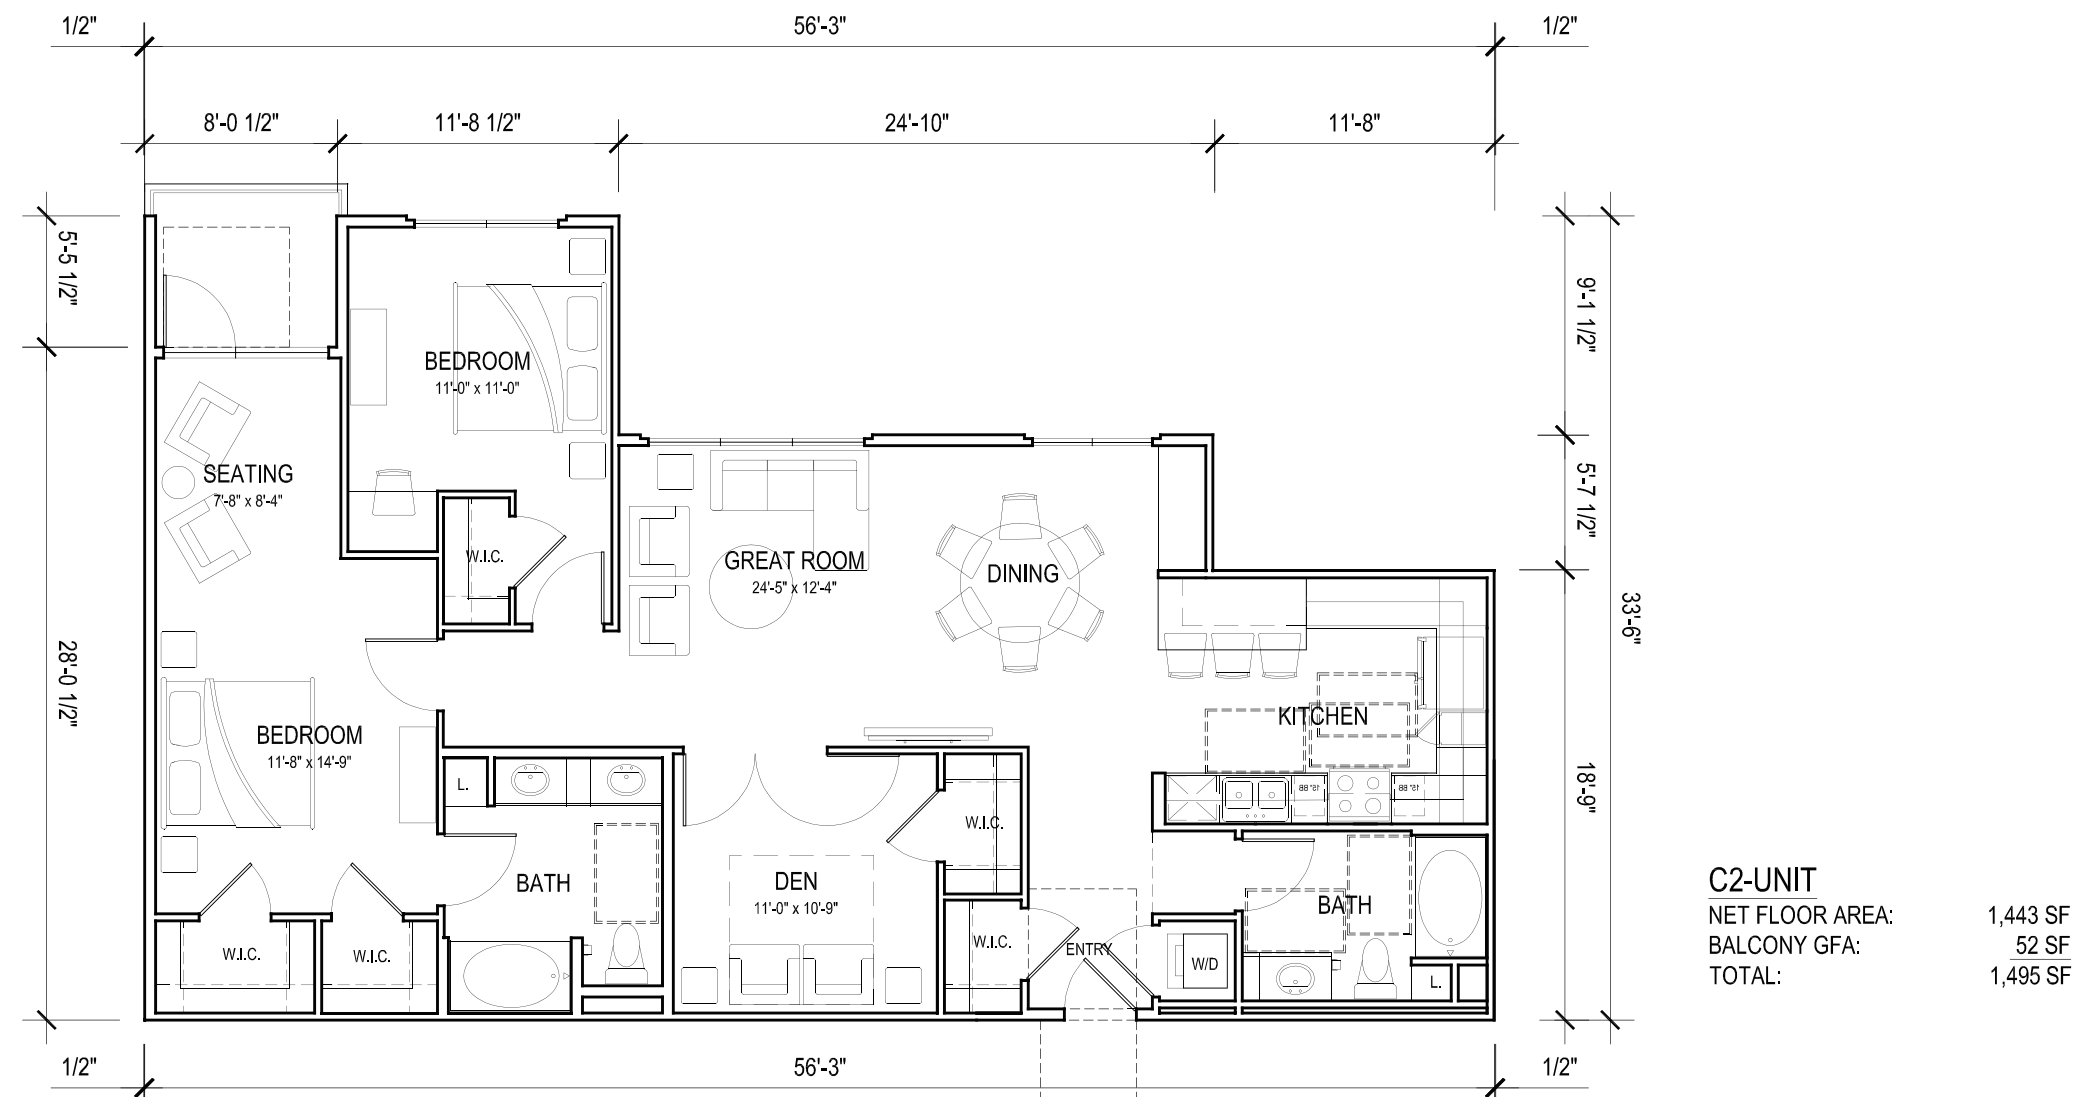 1/2" 56'-3" 1/2"
8'-0 1/2" 11'-8 1/2" 24'-10" 11'-8"
5'-5 1/2"
28'-0 1/2"
9'-1 1/2"
5'-7 1/2"
18'-9"
33'-6"
BEDROOM
11'-0" x 11'-0"
SEATING
7'-8" x 8'-4"
W.I.C.
GREAT ROOM
24'-5" x 12'-4"
DINING
KITCHEN
15" BB
15" BB
BEDROOM
11'-8" x 14'-9"
L.
BATH
W.I.C.
W.I.C.
DEN
11'-0" x 10'-9"
W.I.C.
W.I.C.
ENTRY
W/D
BATH
L.
C2-UNIT
NET FLOOR AREA: 1,443 SF
BALCONY GFA: 52 SF
TOTAL: 1,495 SF
1/2" 56'-3" 1/2"